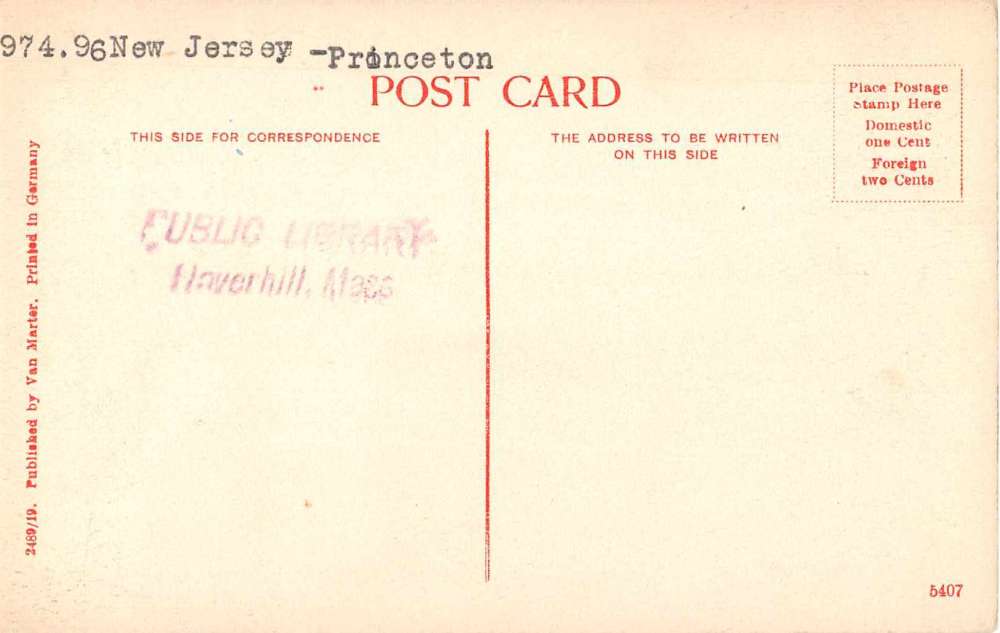 974.96New Jersey -Princeton
POST CARD
THIS SIDE FOR CORRESPONDENCE
THE ADDRESS TO BE WRITTEN
ON THIS SIDE
Place Postage
Stamp Here
Domestic
one Cent
Foreign
two Cents
PUBLIC LIBRARY
Haverhill, Mass
2489/19. Published by Van Marter. Printed in Germany
5407